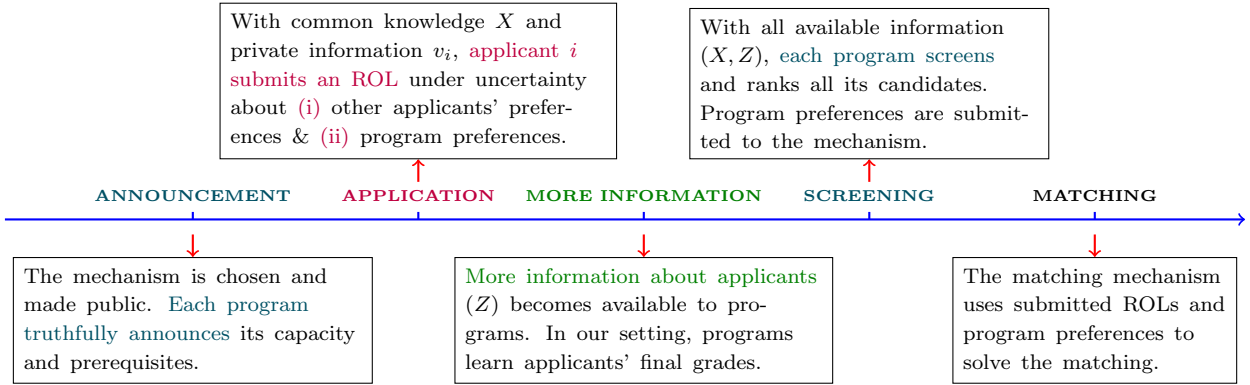 With common knowledge X and
private information v_i, applicant i
submits an ROL under uncertainty
about (i) other applicants' prefer-
ences & (ii) program preferences.
With all available information
(X, Z), each program screens
and ranks all its candidates.
Program preferences are submit-
ted to the mechanism.
ANNOUNCEMENT APPLICATION MORE INFORMATION SCREENING MATCHING
The mechanism is chosen and
made public. Each program
truthfully announces its capacity
and prerequisites.
More information about applicants
(Z) becomes available to pro-
grams. In our setting, programs
learn applicants' final grades.
The matching mechanism
uses submitted ROLs and
program preferences to
solve the matching.